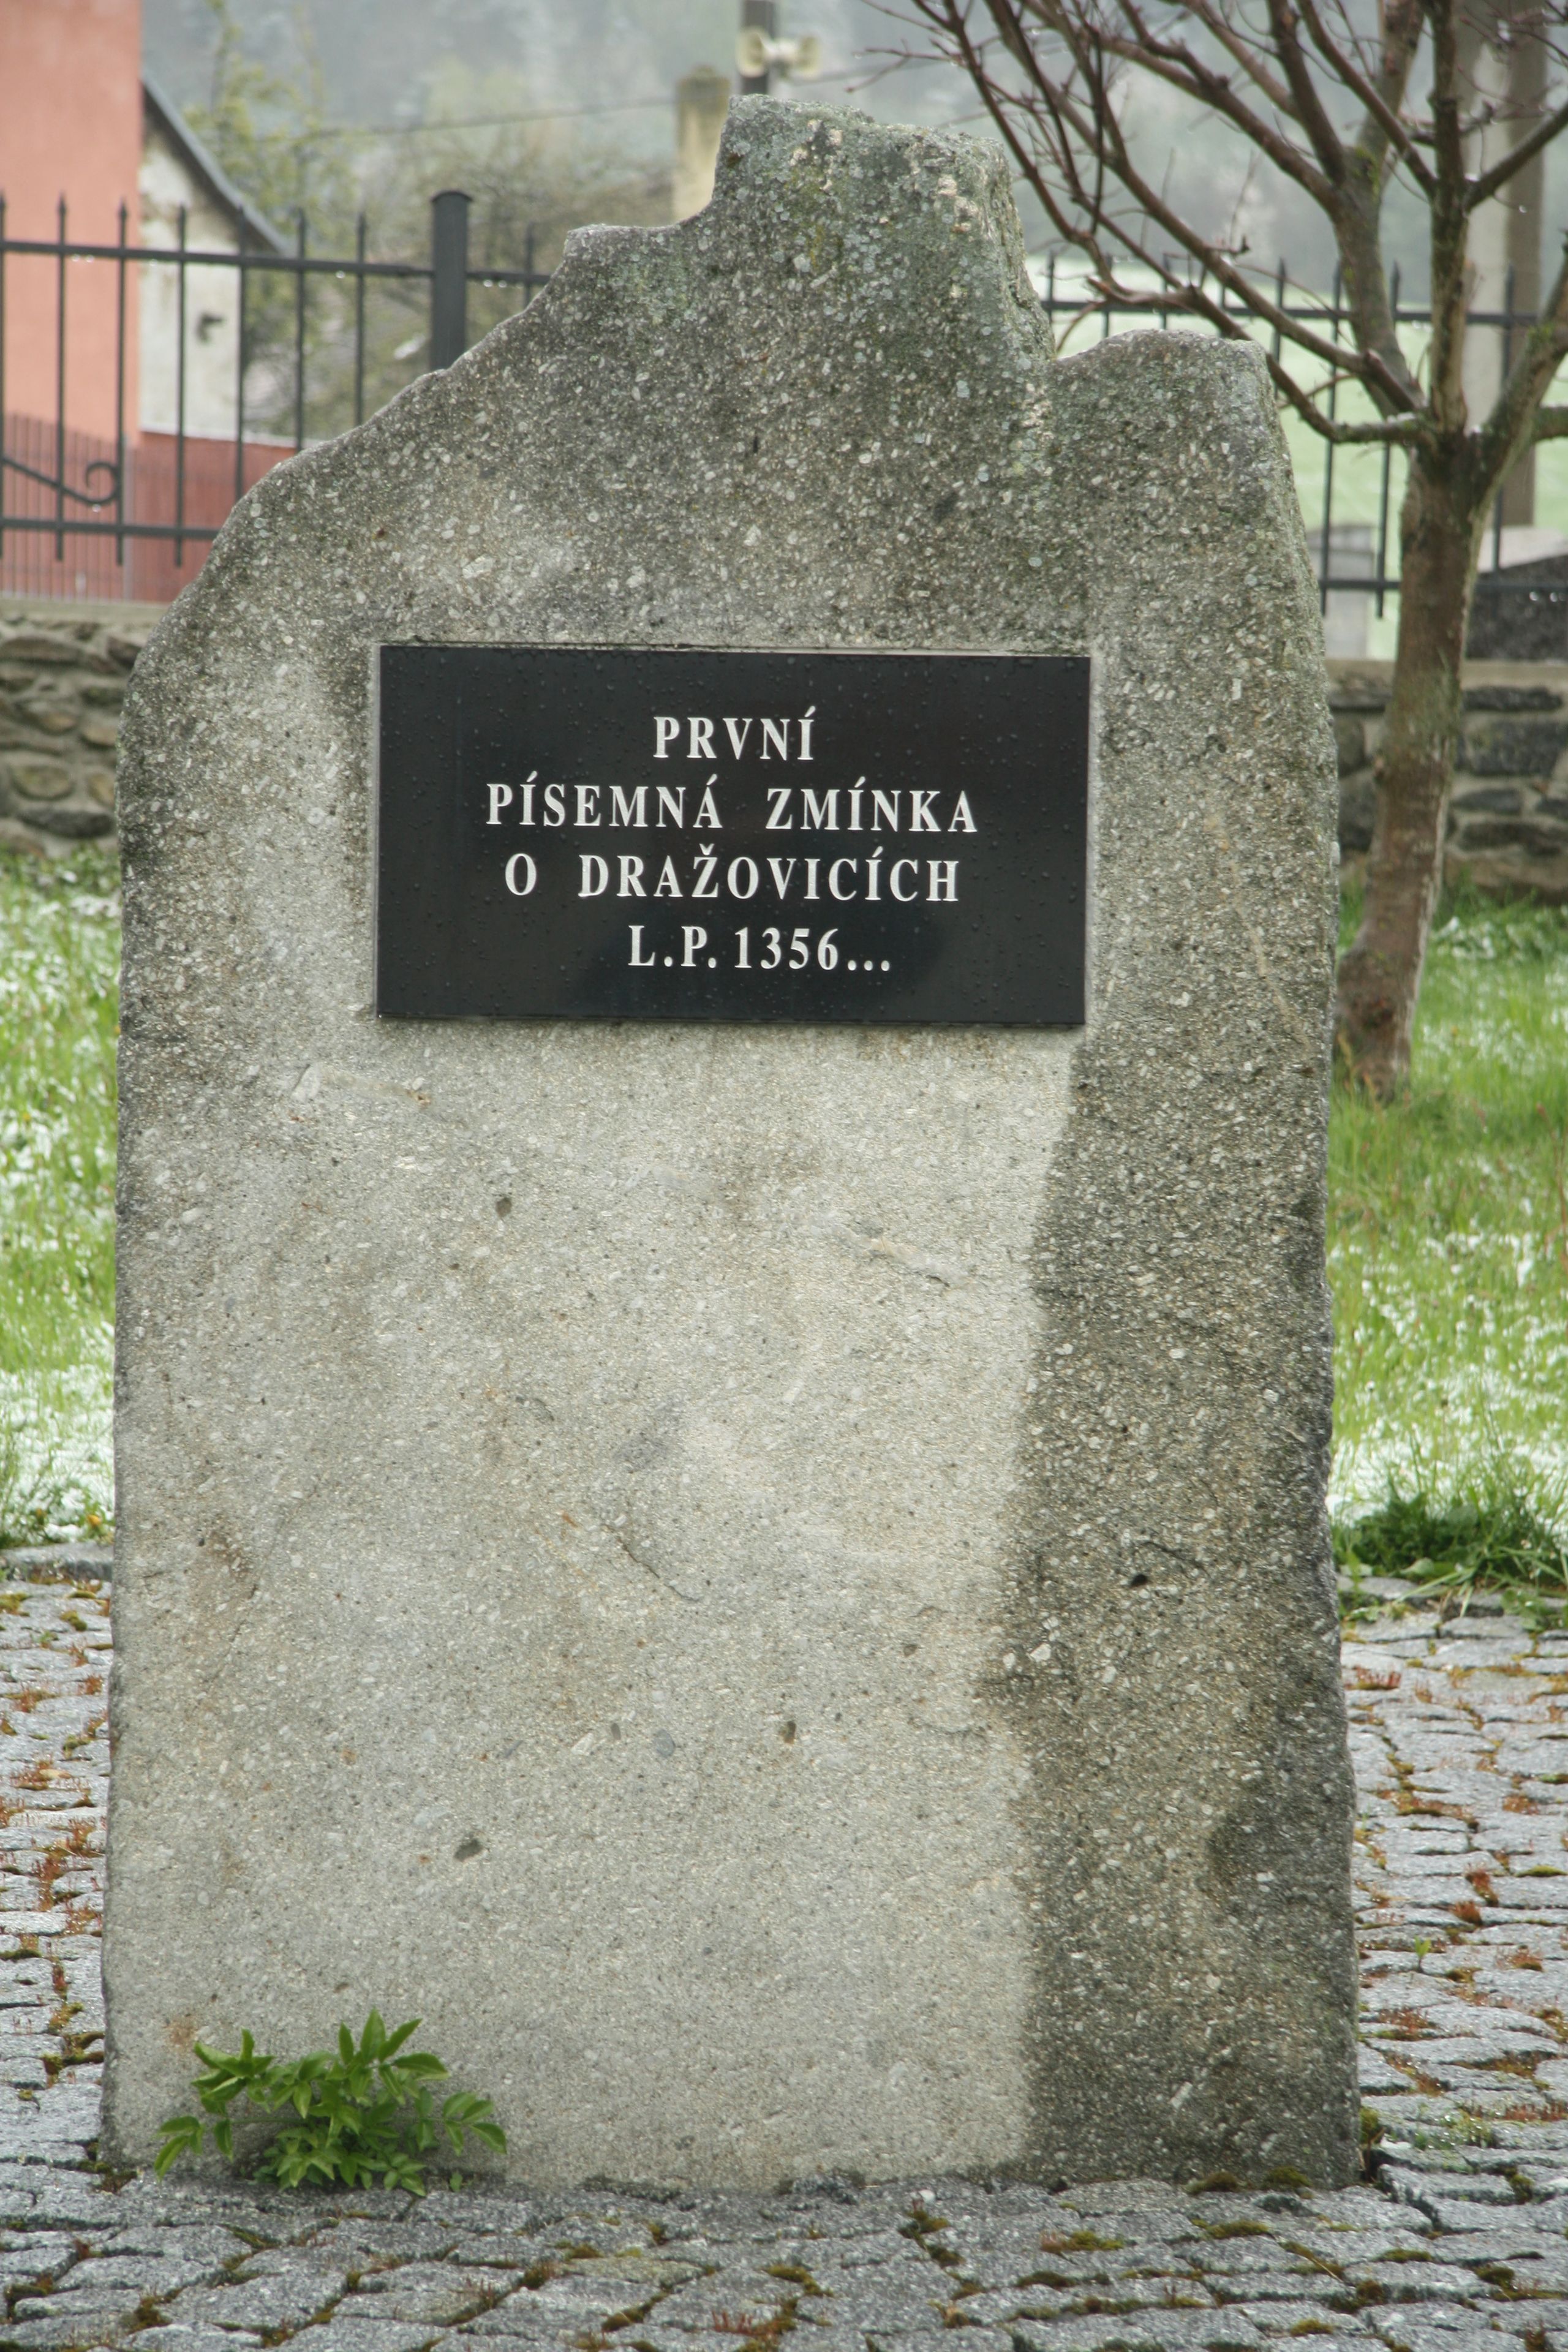 PRVNÍ
PÍSEMNÁ ZMÍNKA
O DRAŽOVICÍCH
L.P. 1356...